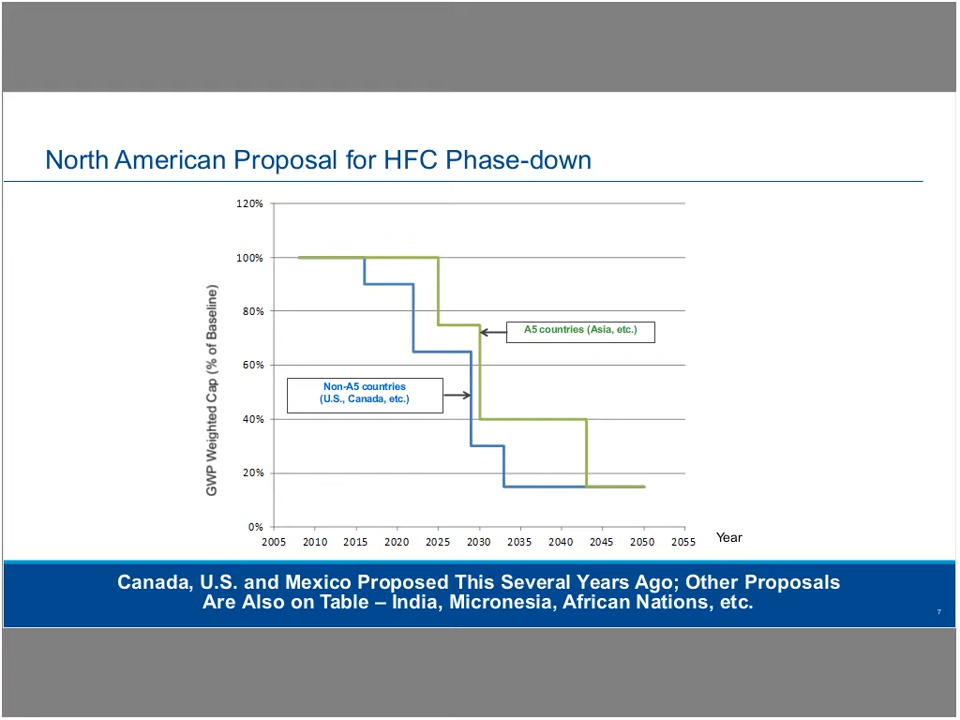 North American Proposal for HFC Phase-down
120%
100%
80%
60%
40%
20%
0%
GWP Weighted Cap (% of Baseline)
A5 countries (Asia, etc.)
Non-A5 countries
(U.S., Canada, etc.)
2005 2010 2015 2020 2025 2030 2035 2040 2045 2050 2055
Year
Canada, U.S. and Mexico Proposed This Several Years Ago; Other Proposals
Are Also on Table – India, Micronesia, African Nations, etc.
7